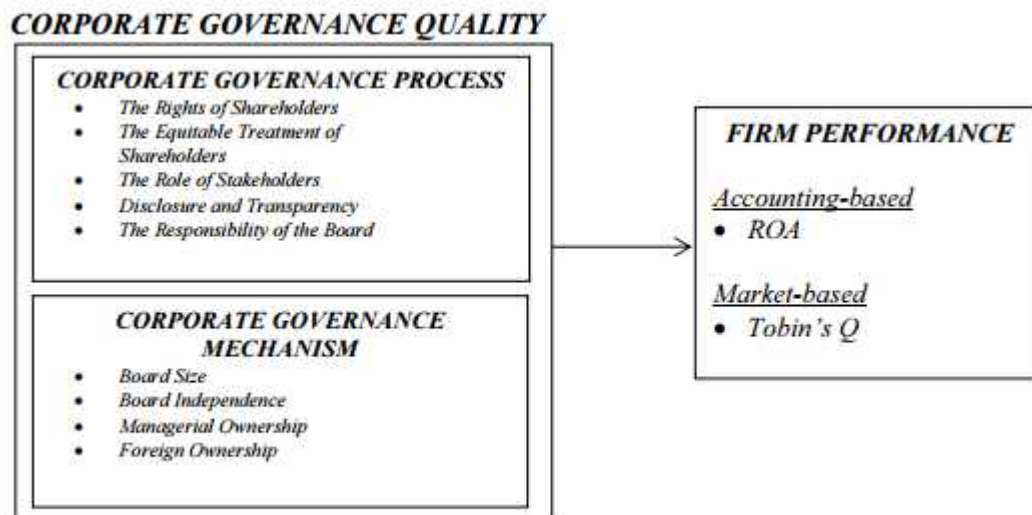 CORPORATE GOVERNANCE QUALITY
CORPORATE GOVERNANCE PROCESS
• The Rights of Shareholders
• The Equitable Treatment of
Shareholders
• The Role of Stakeholders
• Disclosure and Transparency
• The Responsibility of the Board
CORPORATE GOVERNANCE
MECHANISM
• Board Size
• Board Independence
• Managerial Ownership
• Foreign Ownership
FIRM PERFORMANCE
Accounting-based
• ROA
Market-based
• Tobin's Q